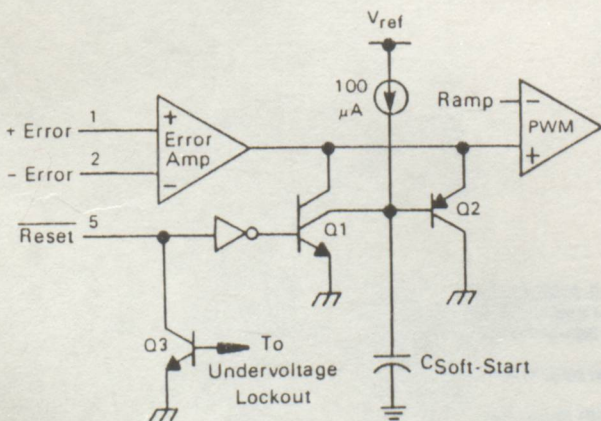 Vref
100
μA
Ramp
−
PWM
+
+ Error 1
+
Error
Amp
− Error 2
−
Reset 5
Q1
Q2
Q3
To
Undervoltage
Lockout
CSoft-Start